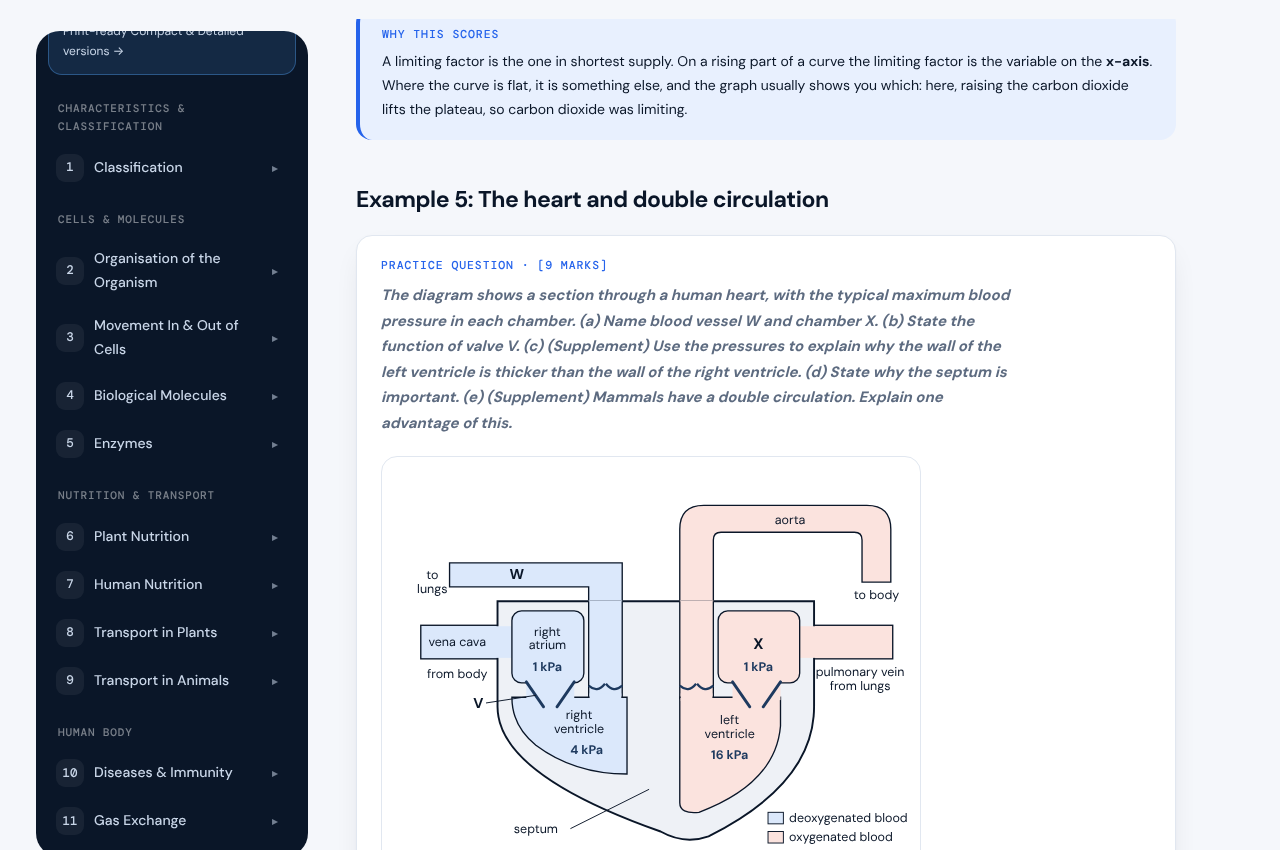 Print-ready Compact & Detailed
versions →
CHARACTERISTICS &
CLASSIFICATION
1 Classification ▸
CELLS & MOLECULES
2 Organisation of the
Organism ▸
3 Movement In & Out of
Cells ▸
4 Biological Molecules ▸
5 Enzymes ▸
NUTRITION & TRANSPORT
6 Plant Nutrition ▸
7 Human Nutrition ▸
8 Transport in Plants ▸
9 Transport in Animals ▸
HUMAN BODY
10 Diseases & Immunity ▸
11 Gas Exchange ▸
WHY THIS SCORES
A limiting factor is the one in shortest supply. On a rising part of a curve the limiting factor is the variable on the x-axis.
Where the curve is flat, it is something else, and the graph usually shows you which: here, raising the carbon dioxide
lifts the plateau, so carbon dioxide was limiting.
Example 5: The heart and double circulation
PRACTICE QUESTION · [9 MARKS]
The diagram shows a section through a human heart, with the typical maximum blood
pressure in each chamber. (a) Name blood vessel W and chamber X. (b) State the
function of valve V. (c) (Supplement) Use the pressures to explain why the wall of the
left ventricle is thicker than the wall of the right ventricle. (d) State why the septum is
important. (e) (Supplement) Mammals have a double circulation. Explain one
advantage of this.
aorta
to
lungs
W
to body
vena cava
right
atrium
1 kPa
X
1 kPa
from body
pulmonary vein
from lungs
V
right
ventricle
4 kPa
left
ventricle
16 kPa
septum
deoxygenated blood
oxygenated blood